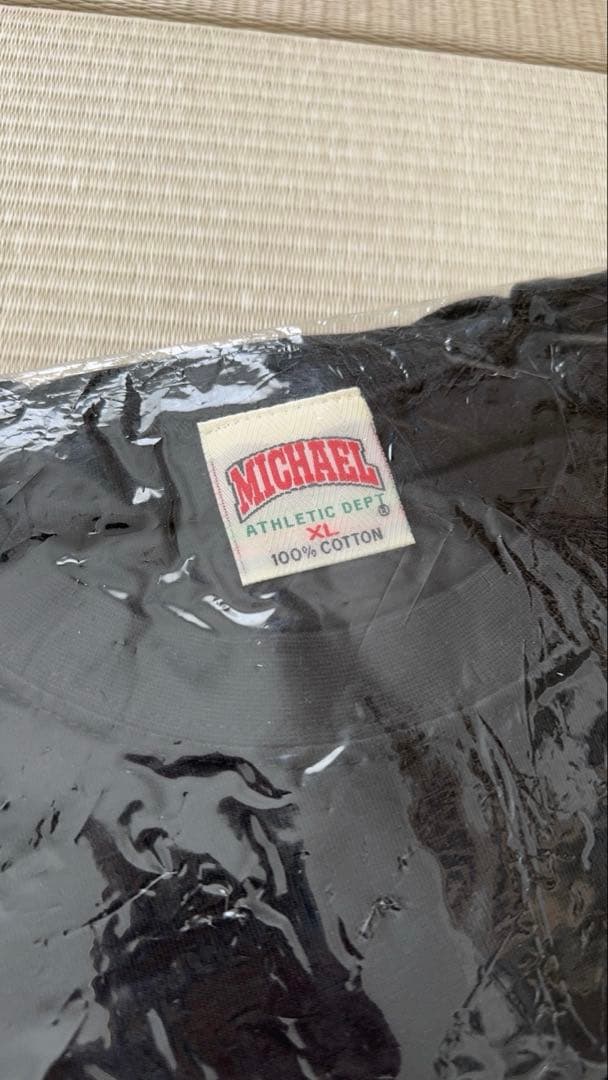 MICHAEL
ATHLETIC DEPT®
XL
100% COTTON